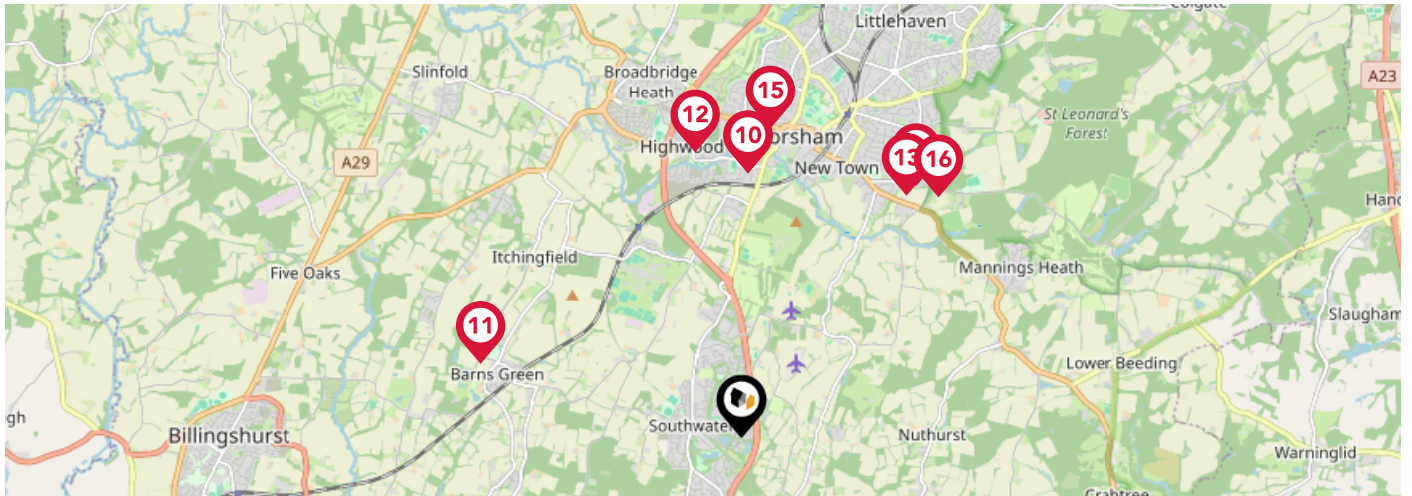 Colgate
Littlehaven
Slinfold
Broadbridge
Heath
A23
15
12
St Leonard's
Forest
10
orsham
Highwood
A29
13
16
New Town
Hand
Itchingfield
Five Oaks
Mannings Heath
11
Slaugham
Barns Green
Lower Beeding
gh
Southwater
Billingshurst
Nuthurst
Warninglid
Crabtree